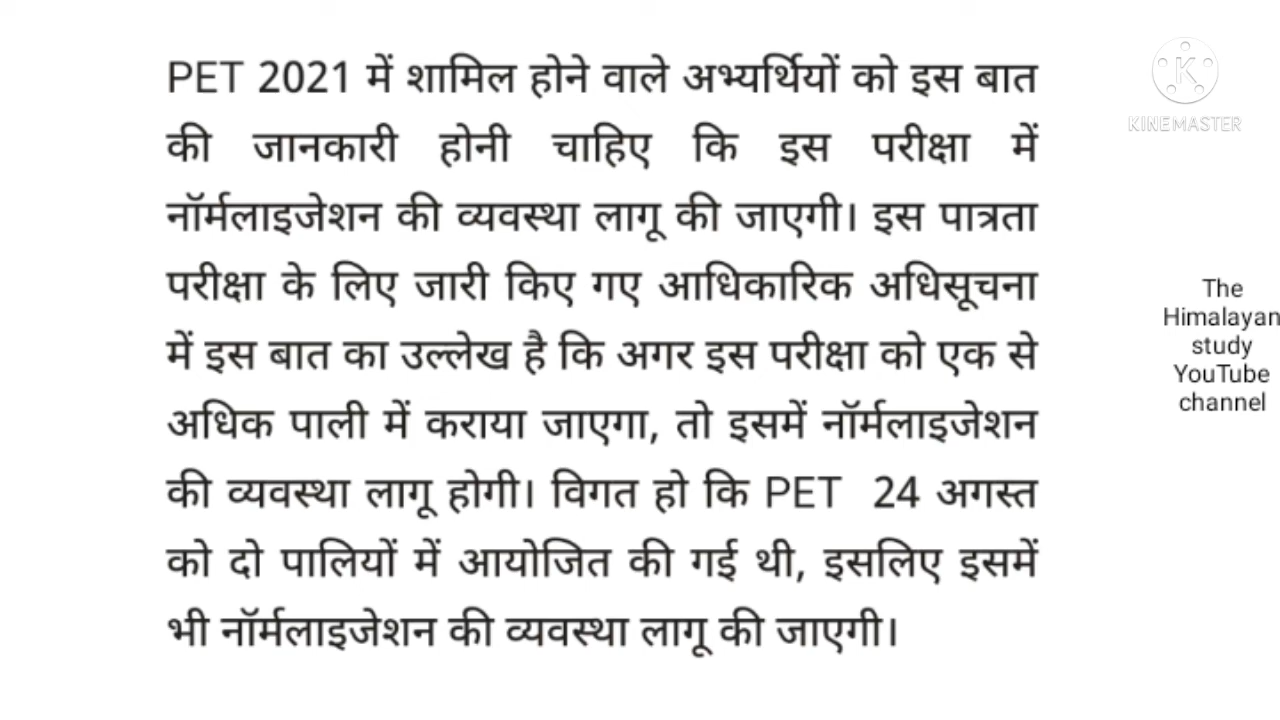 PET 2021 में शामिल होने वाले अभ्यर्थियों को इस बात
की जानकारी होनी चाहिए कि इस परीक्षा में
नॉर्मलाइजेशन की व्यवस्था लागू की जाएगी। इस पात्रता
परीक्षा के लिए जारी किए गए आधिकारिक अधिसूचना
में इस बात का उल्लेख है कि अगर इस परीक्षा को एक से
अधिक पाली में कराया जाएगा, तो इसमें नॉर्मलाइजेशन
की व्यवस्था लागू होगी। विगत हो कि PET 24 अगस्त
को दो पालियों में आयोजित की गई थी, इसलिए इसमें
भी नॉर्मलाइजेशन की व्यवस्था लागू की जाएगी।
K
KINEMASTER
The
Himalayan
study
YouTube
channel